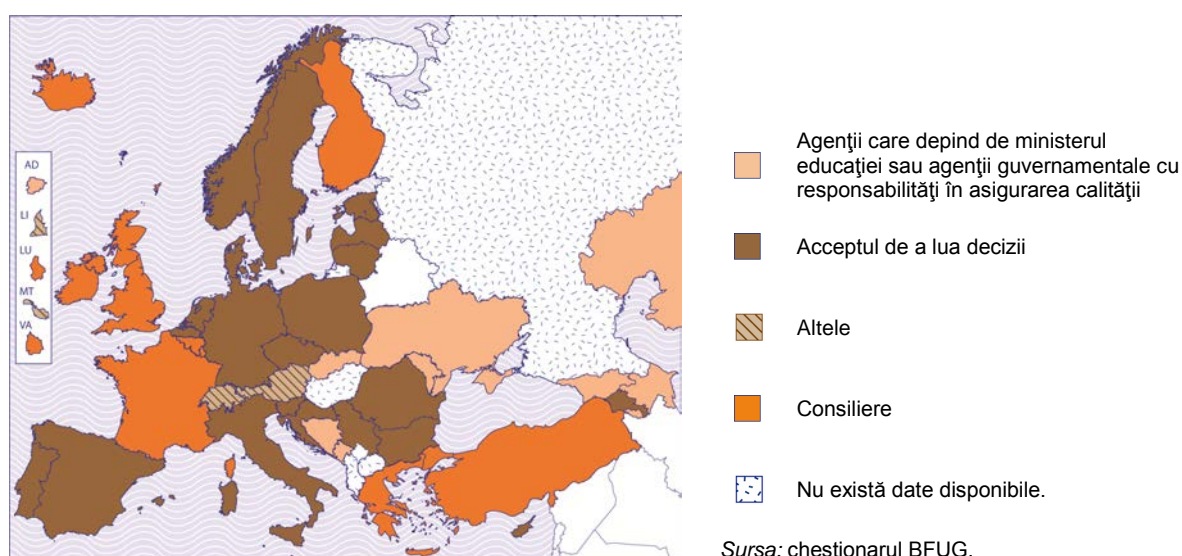 AD
LI
LU
MT
VA
Agenţii care depind de ministerul
educaţiei sau agenţii guvernamentale cu
responsabilităţi în asigurarea calităţii
Acceptul de a lua decizii
Altele
Consiliere
Nu există date disponibile.
Sursa: chestionarul BFUG.